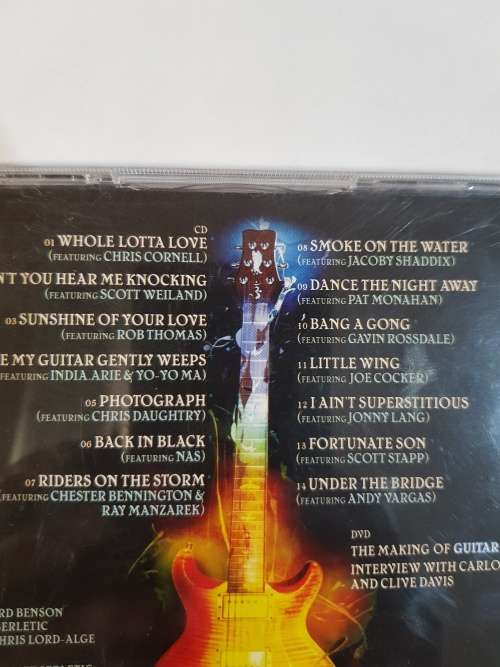 CD
01 WHOLE LOTTA LOVE
(FEATURING CHRIS CORNELL)
N'T YOU HEAR ME KNOCKING
(FEATURING SCOTT WEILAND)
03 SUNSHINE OF YOUR LOVE
(FEATURING ROB THOMAS)
E MY GUITAR GENTLY WEEPS
FEATURING INDIA.ARIE & YO-YO MA)
05 PHOTOGRAPH
(FEATURING CHRIS DAUGHTRY)
06 BACK IN BLACK
(FEATURING NAS)
07 RIDERS ON THE STORM
(FEATURING CHESTER BENNINGTON &
RAY MANZAREK)
08 SMOKE ON THE WATER
(FEATURING JACOBY SHADDIX)
09 DANCE THE NIGHT AWAY
(FEATURING PAT MONAHAN)
10 BANG A GONG
(FEATURING GAVIN ROSSDALE)
11 LITTLE WING
(FEATURING JOE COCKER)
12 I AIN'T SUPERSTITIOUS
(FEATURING JONNY LANG)
13 FORTUNATE SON
(FEATURING SCOTT STAPP)
14 UNDER THE BRIDGE
(FEATURING ANDY VARGAS)
DVD
THE MAKING OF GUITAR
INTERVIEW WITH CARLO
AND CLIVE DAVIS
RD BENSON
ERLETIC
HRIS LORD-ALGE